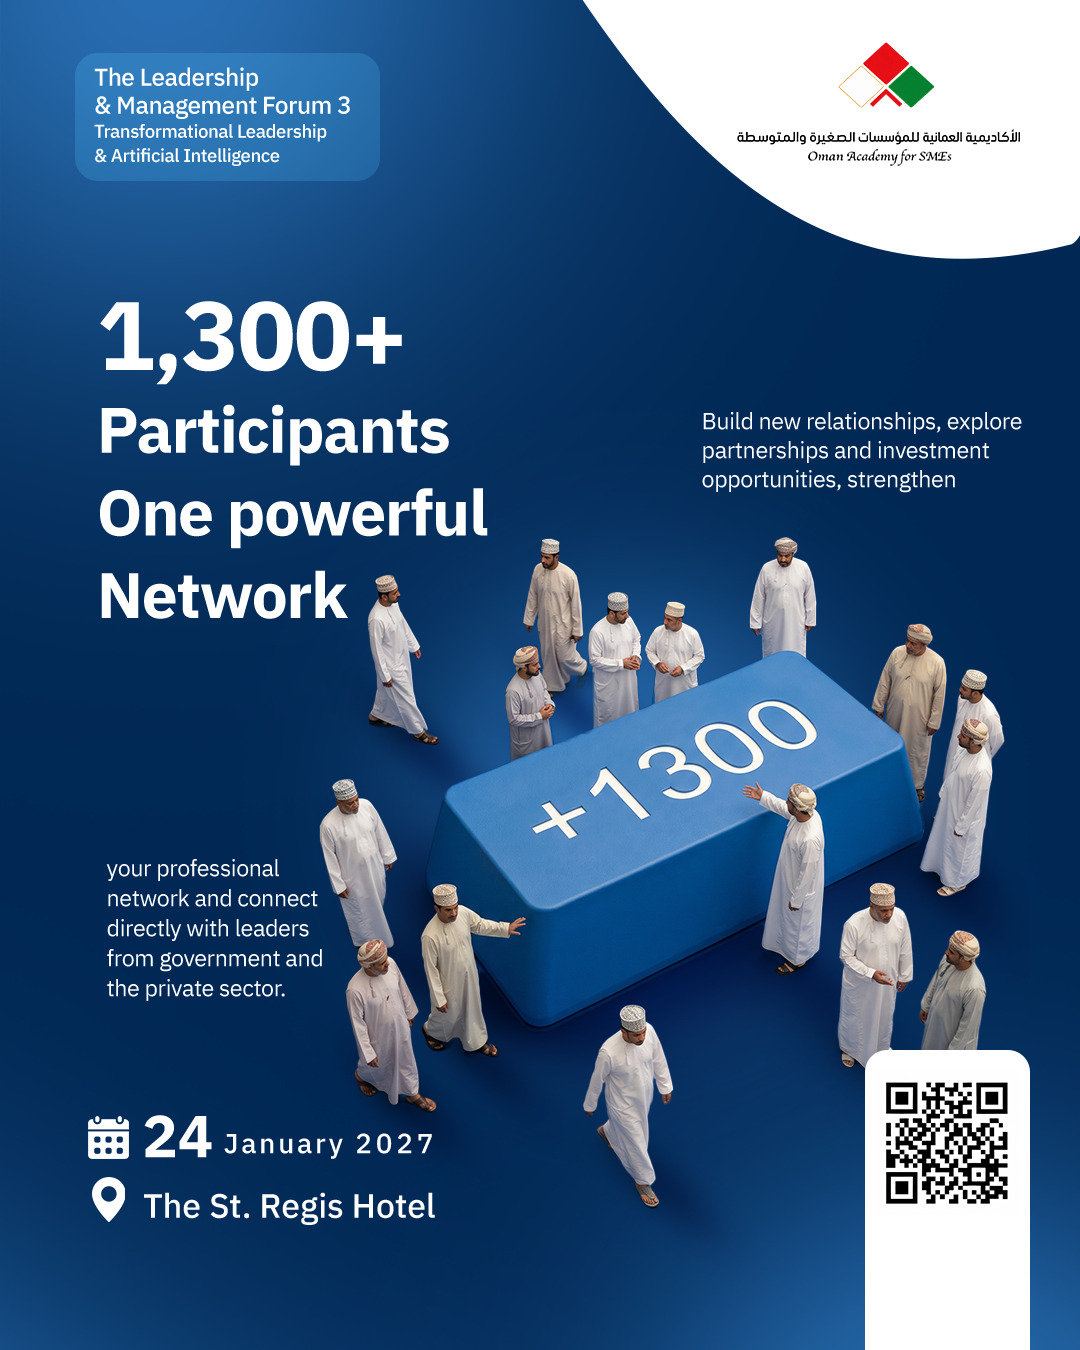 The Leadership
& Management Forum 3
Transformational Leadership
& Artificial Intelligence
الأكاديمية العمانية للمؤسسات الصغيرة والمتوسطة
Oman Academy for SMEs
1,300+
Participants
One powerful
Network
Build new relationships, explore
partnerships and investment
opportunities, strengthen
+1300
your professional
network and connect
directly with leaders
from government and
the private sector.
24 January 2027
The St. Regis Hotel